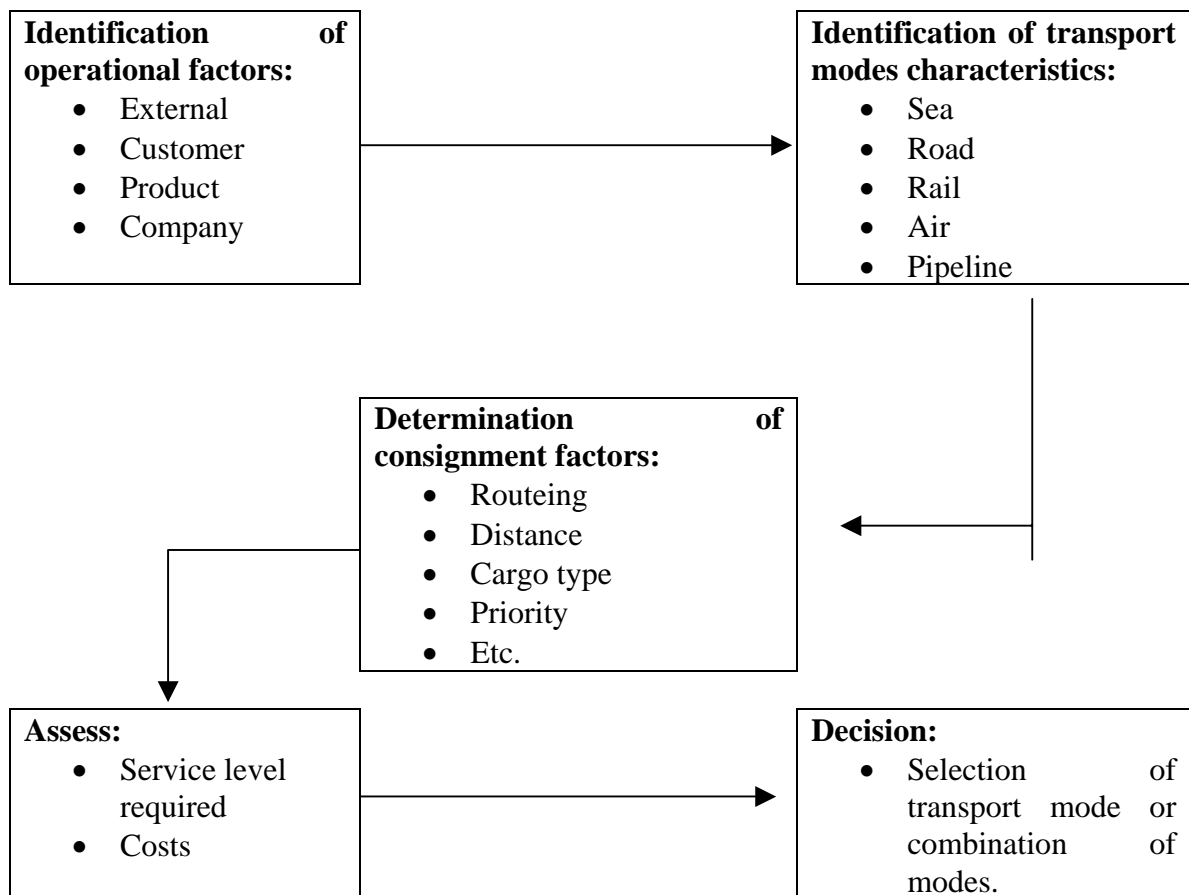 Identification of
operational factors:
• External
• Customer
• Product
• Company
Identification of transport
modes characteristics:
• Sea
• Road
• Rail
• Air
• Pipeline
Determination of
consignment factors:
• Routeing
• Distance
• Cargo type
• Priority
• Etc.
Assess:
• Service level
required
• Costs
Decision:
• Selection of
transport mode or
combination of
modes.